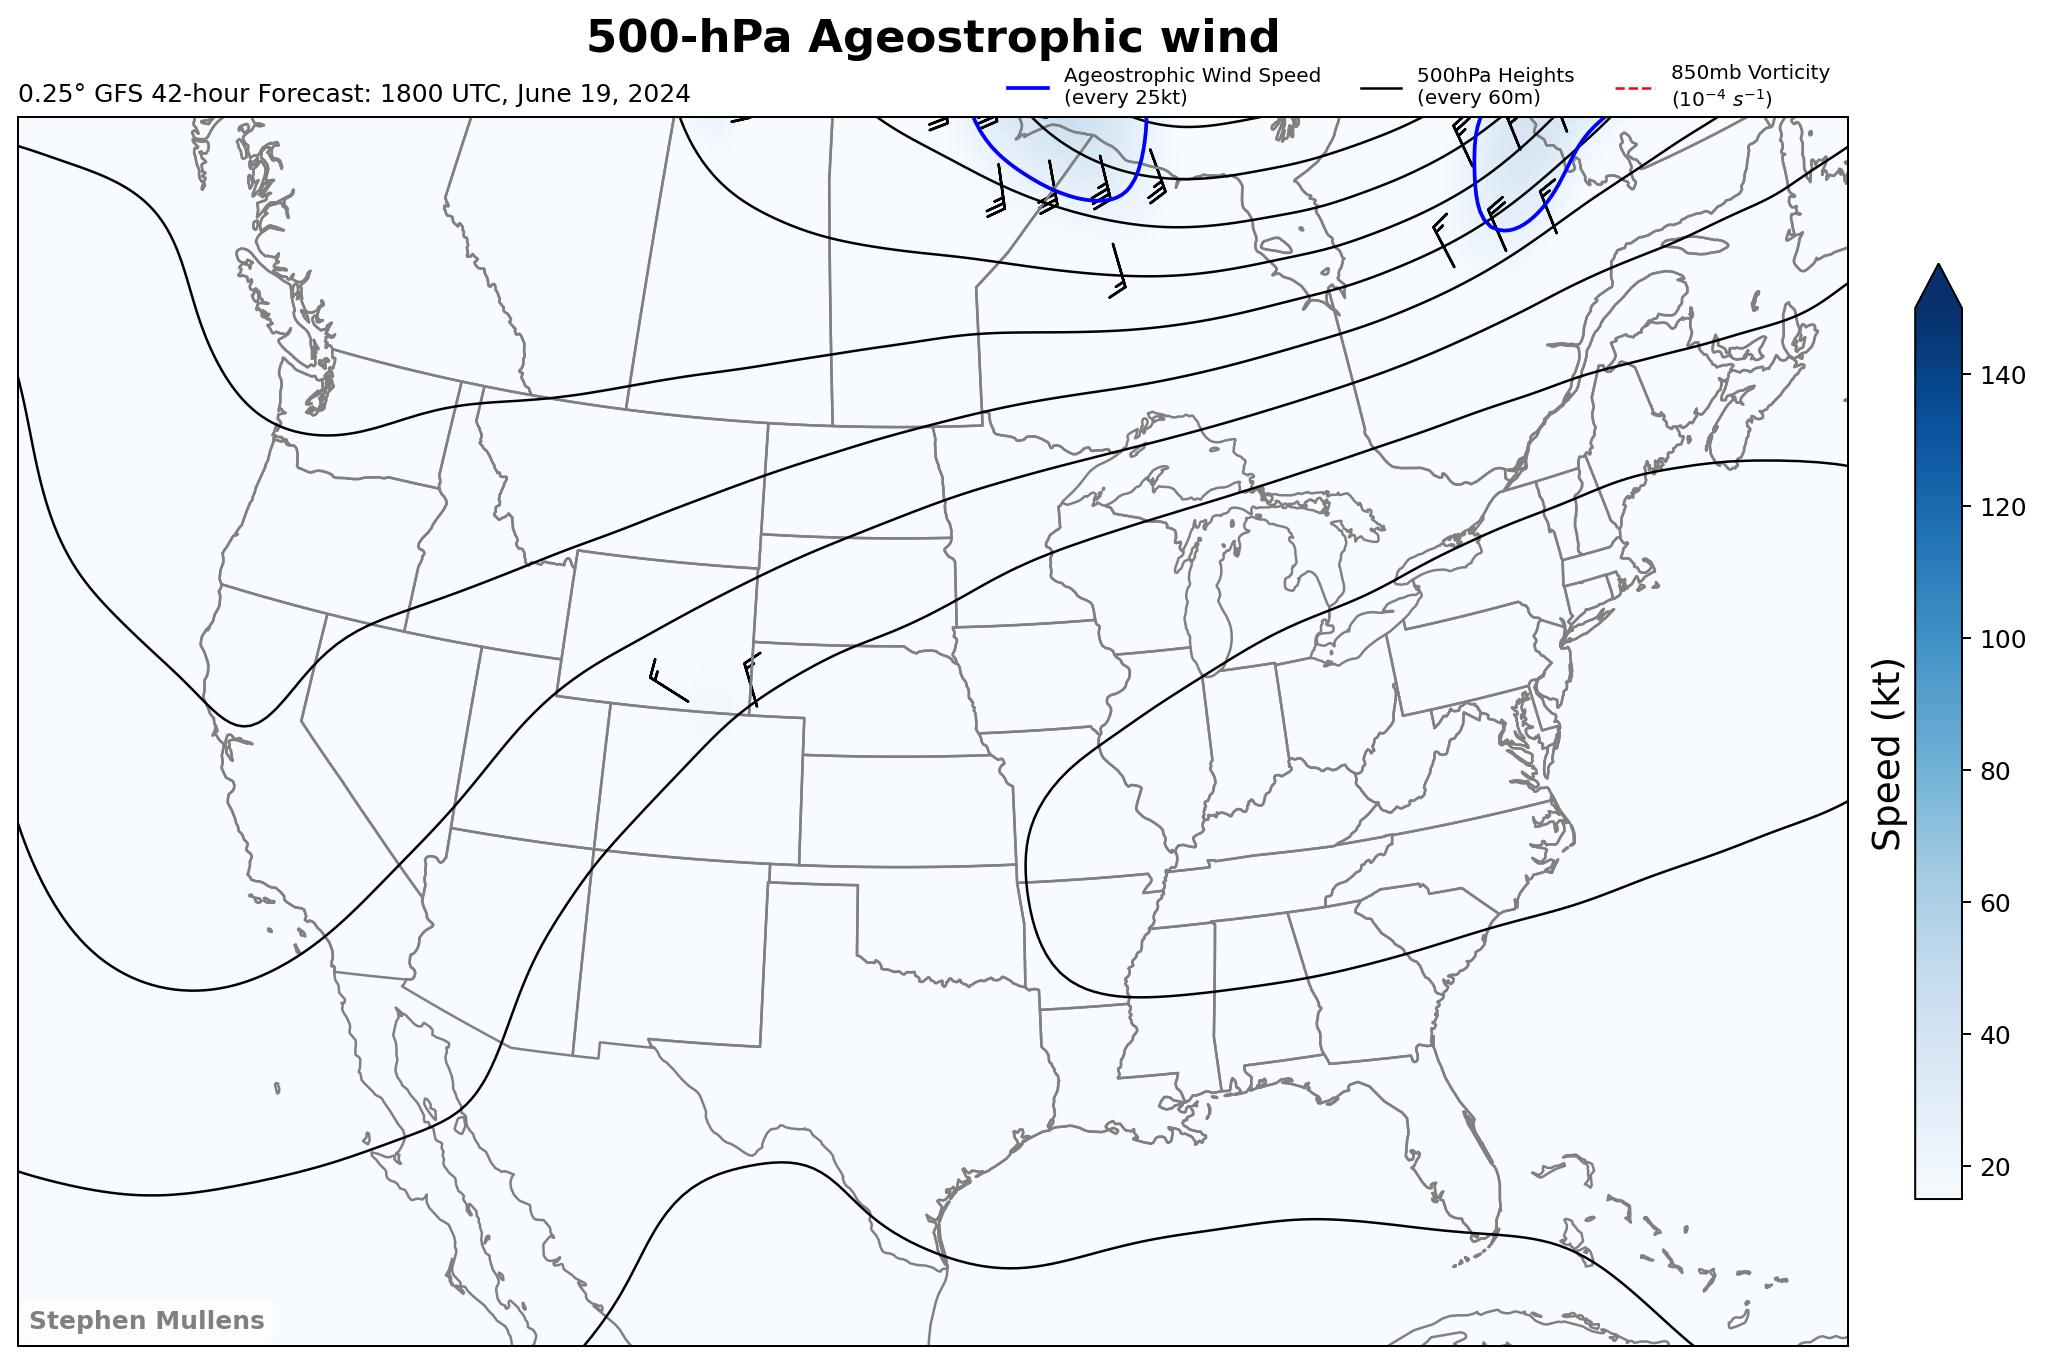 500-hPa Ageostrophic wind
0.25° GFS 42-hour Forecast: 1800 UTC, June 19, 2024
Ageostrophic Wind Speed
(every 25kt)
500hPa Heights
(every 60m)
850mb Vorticity
(10⁻⁴ s⁻¹)
140
120
100
80
60
40
20
Speed (kt)
Stephen Mullens